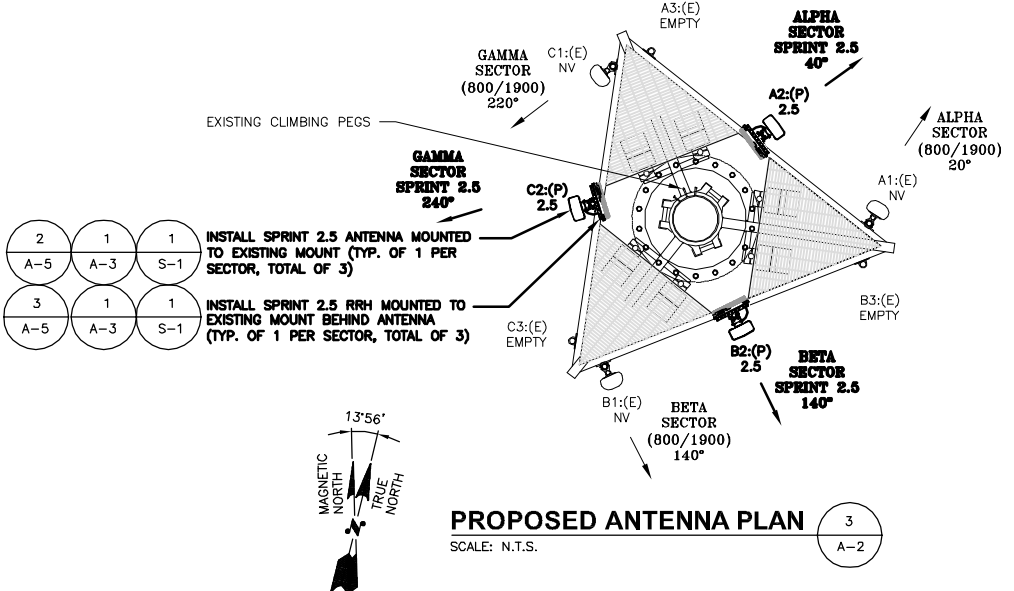 A3:(E)
EMPTY
ALPHA
SECTOR
SPRINT 2.5
40°
GAMMA
SECTOR
(800/1900)
220°
C1:(E)
NV
A2:(P)
2.5
EXISTING CLIMBING PEGS
ALPHA
SECTOR
(800/1900)
20°
GAMMA
SECTOR
SPRINT 2.5
240°
C2:(P)
2.5
A1:(E)
NV
2
A-5
1
A-3
1
S-1
INSTALL SPRINT 2.5 ANTENNA MOUNTED
TO EXISTING MOUNT (TYP. OF 1 PER
SECTOR, TOTAL OF 3)
3
A-5
1
A-3
1
S-1
INSTALL SPRINT 2.5 RRH MOUNTED TO
EXISTING MOUNT BEHIND ANTENNA
(TYP. OF 1 PER SECTOR, TOTAL OF 3)
B3:(E)
EMPTY
C3:(E)
EMPTY
B2:(P)
2.5
BETA
SECTOR
SPRINT 2.5
140°
B1:(E)
NV
BETA
SECTOR
(800/1900)
140°
13°56'
MAGNETIC
NORTH
TRUE
NORTH
N
PROPOSED ANTENNA PLAN
SCALE: N.T.S.
3
A-2